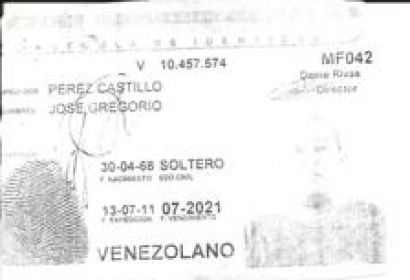 CEDULA DE IDENTIDAD
V 10.457.574
MF042
Dante Rivas
Director
APELLIDOS PEREZ CASTILLO
NOMBRES JOSE GREGORIO
30-04-68 SOLTERO
F. NACIMIENTO EDO CIVIL
13-07-11 07-2021
F. EXPEDICION F. VENCIMIENTO
VENEZOLANO